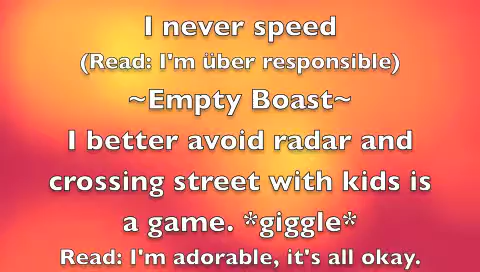 I never speed
(Read: I'm über responsible)
~Empty Boast~
I better avoid radar and
crossing street with kids is
a game. *giggle*
Read: I'm adorable, it's all okay.